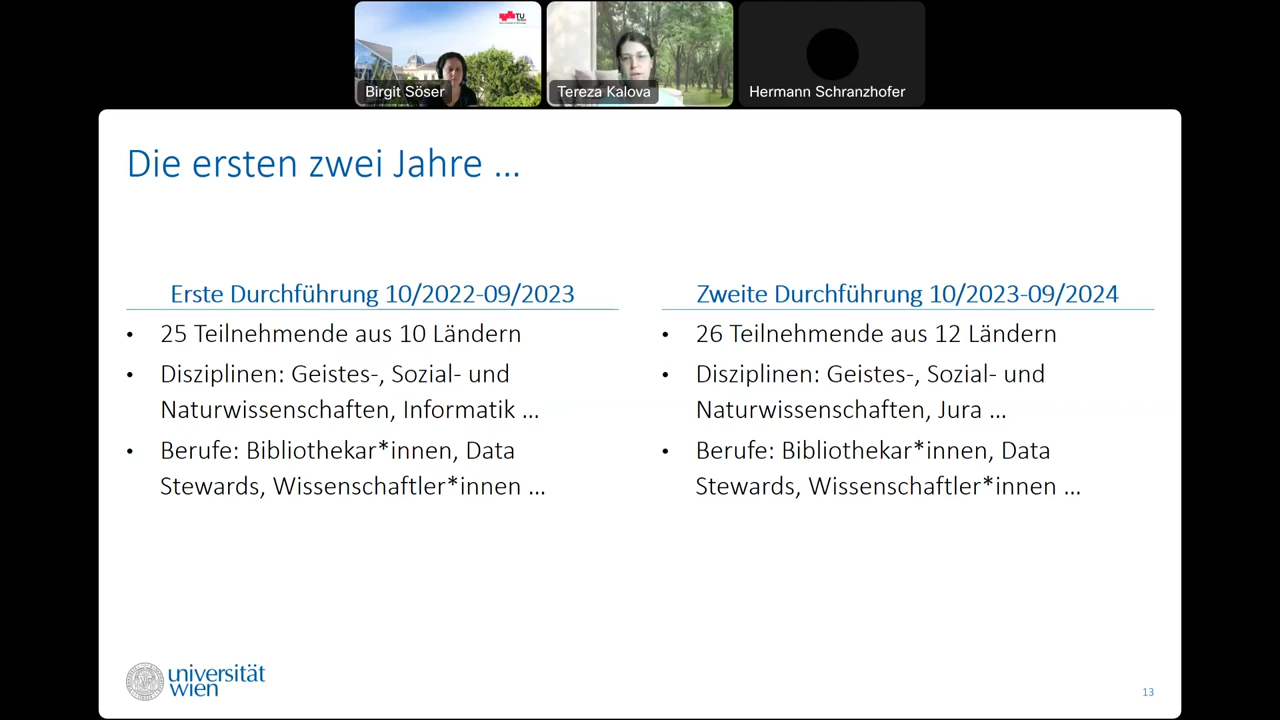 TU
Birgit Söser
Tereza Kalova
Hermann Schranzhofer
Die ersten zwei Jahre ...
Erste Durchführung 10/2022-09/2023
• 25 Teilnehmende aus 10 Ländern
• Disziplinen: Geistes-, Sozial- und
Naturwissenschaften, Informatik ...
• Berufe: Bibliothekar*innen, Data
Stewards, Wissenschaftler*innen ...
Zweite Durchführung 10/2023-09/2024
• 26 Teilnehmende aus 12 Ländern
• Disziplinen: Geistes-, Sozial- und
Naturwissenschaften, Jura ...
• Berufe: Bibliothekar*innen, Data
Stewards, Wissenschaftler*innen ...
universität
wien
13